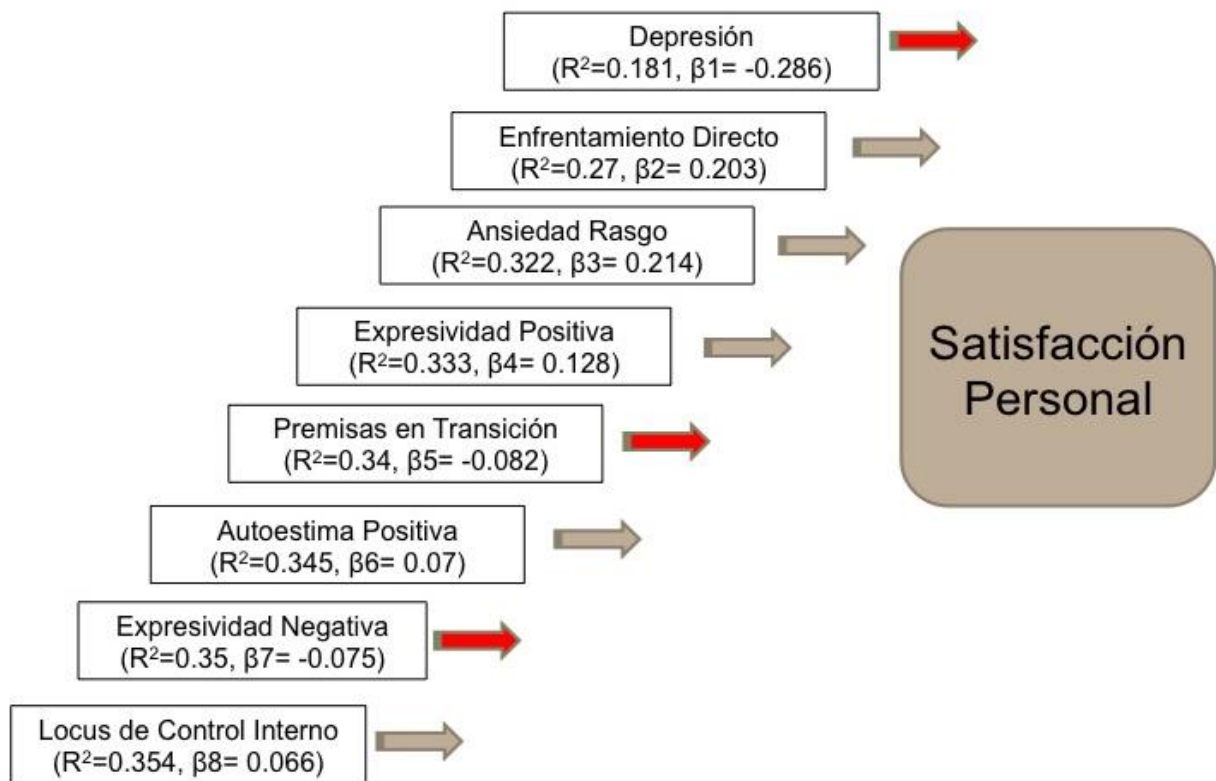 Depresión
(R²=0.181, β1= -0.286)
Enfrentamiento Directo
(R²=0.27, β2= 0.203)
Ansiedad Rasgo
(R²=0.322, β3= 0.214)
Expresividad Positiva
(R²=0.333, β4= 0.128)
Premisas en Transición
(R²=0.34, β5= -0.082)
Autoestima Positiva
(R²=0.345, β6= 0.07)
Expresividad Negativa
(R²=0.35, β7= -0.075)
Locus de Control Interno
(R²=0.354, β8= 0.066)
Satisfacción
Personal